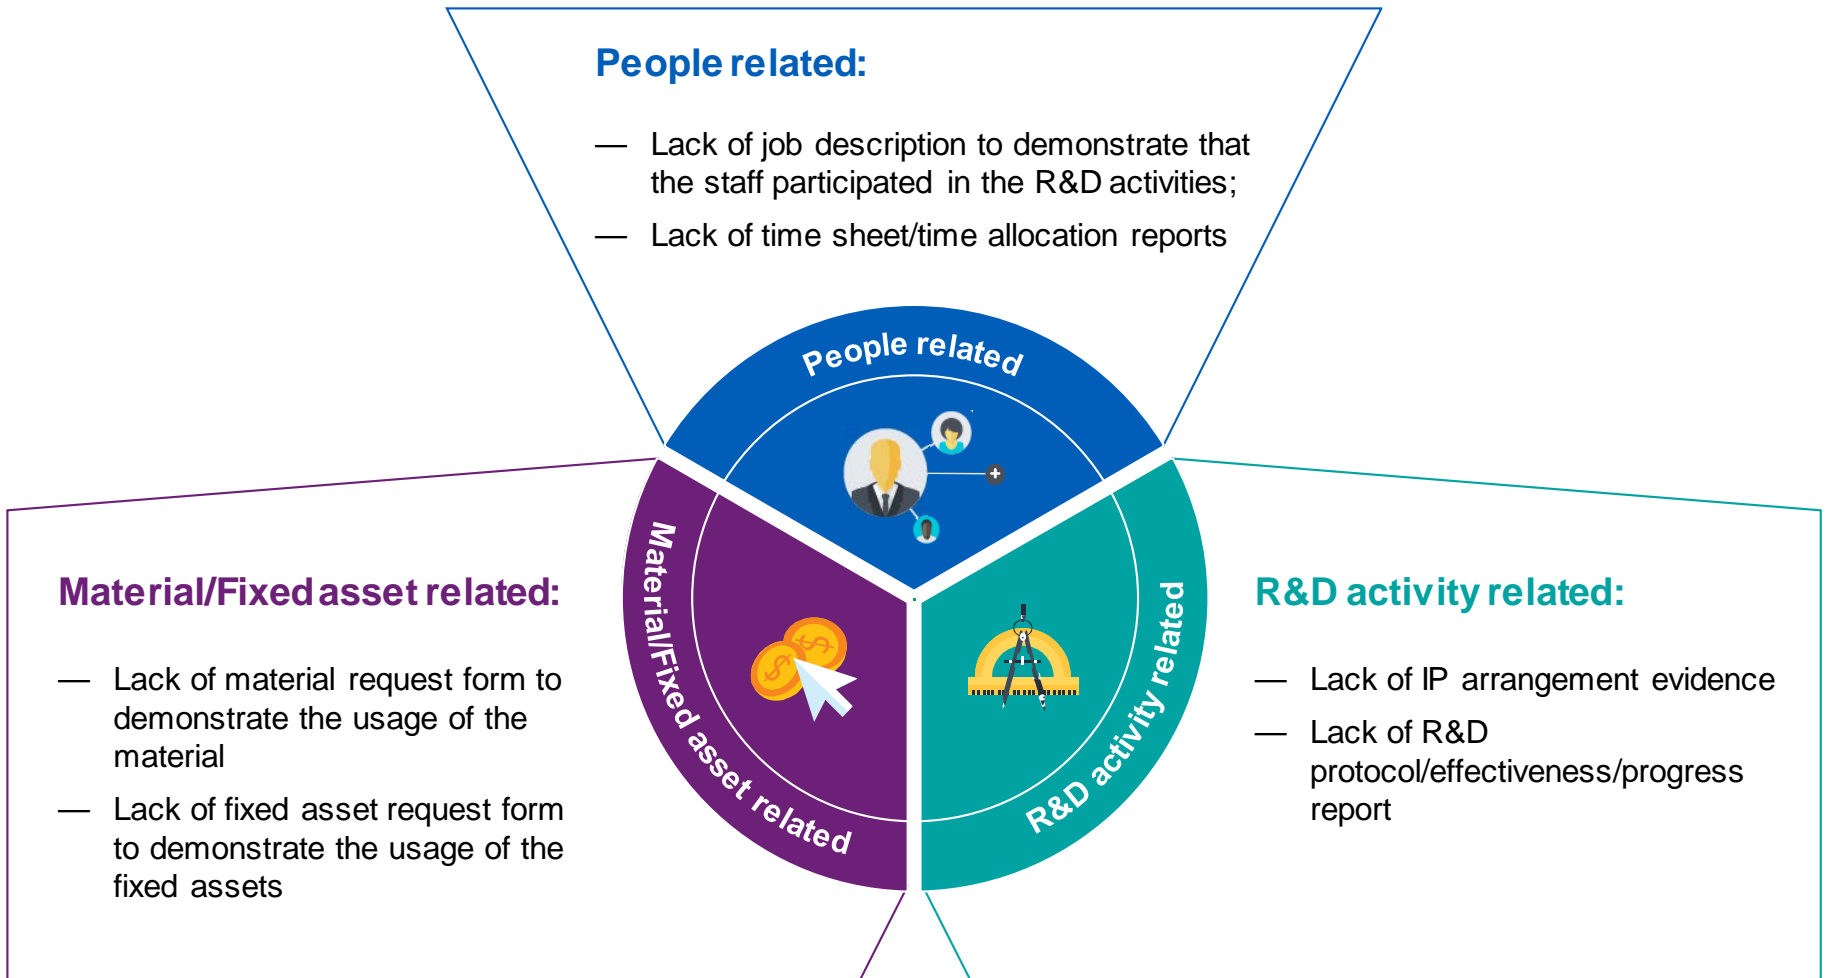 People related:
— Lack of job description to demonstrate that
the staff participated in the R&D activities;
— Lack of time sheet/time allocation reports
People related
Material/Fixed asset related
R&D activity related
Material/Fixed asset related:
— Lack of material request form to
demonstrate the usage of the
material
— Lack of fixed asset request form
to demonstrate the usage of the
fixed assets
R&D activity related:
— Lack of IP arrangement evidence
— Lack of R&D
protocol/effectiveness/progress
report